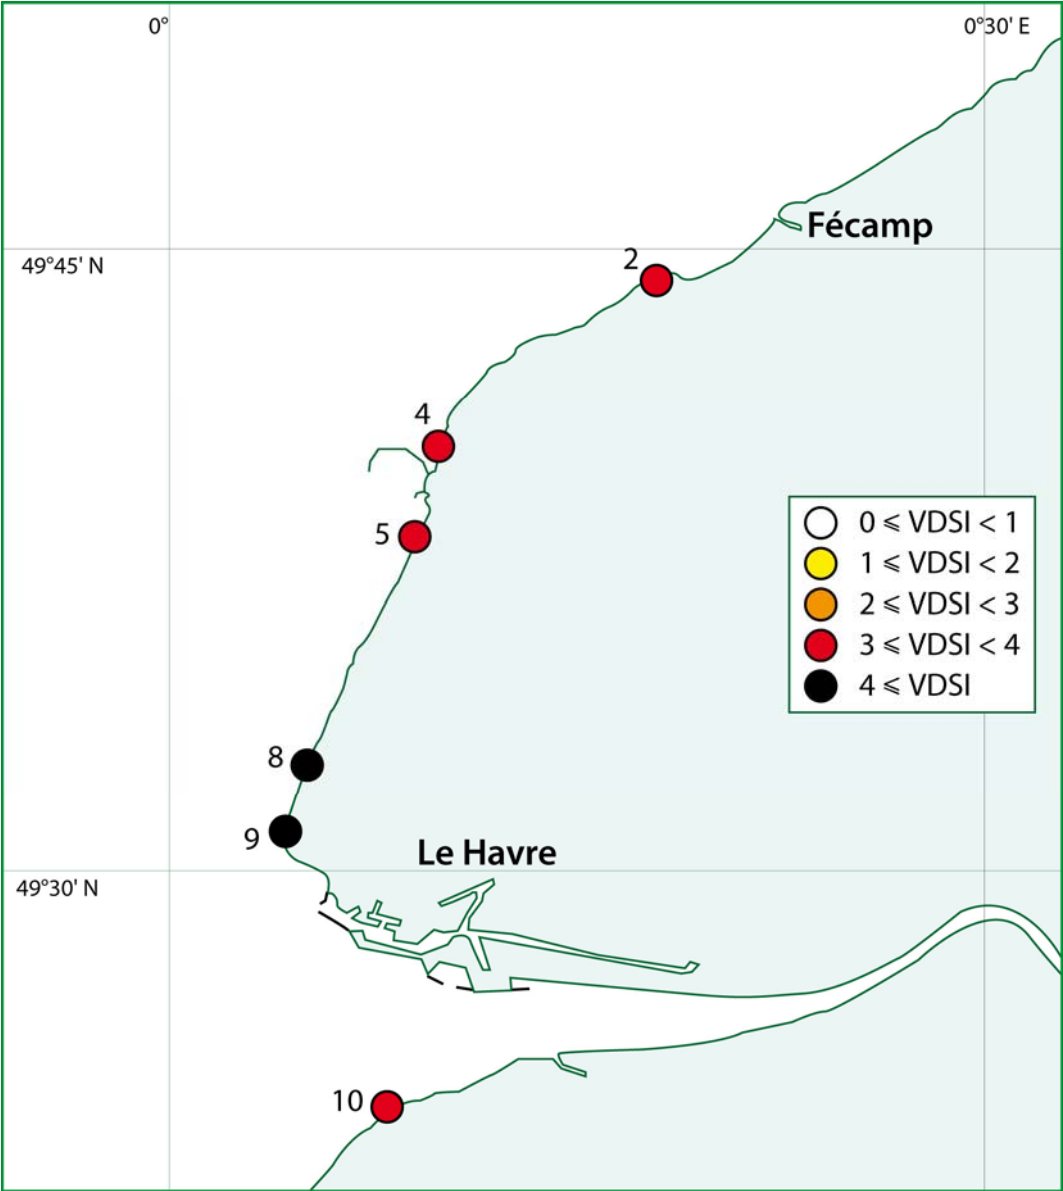 0°
0°30' E
Fécamp
2
49°45' N
4
5
0 ⩽ VDSI < 1
1 ⩽ VDSI < 2
2 ⩽ VDSI < 3
3 ⩽ VDSI < 4
4 ⩽ VDSI
8
9
Le Havre
49°30' N
10